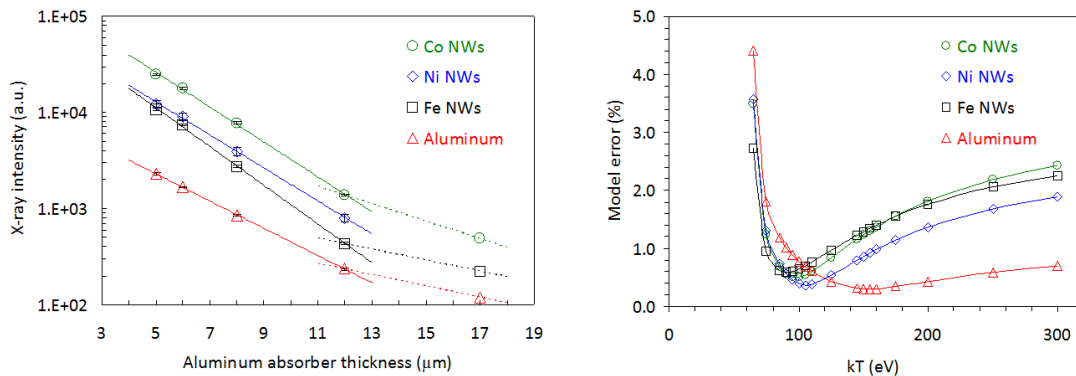 1.E+05
1.E+04
1.E+03
1.E+02
X-ray intensity (a.u.)
Co NWs
Ni NWs
Fe NWs
Aluminum
3 5 7 9 11 13 15 17 19
Aluminum absorber thickness (μm)
5.0
4.0
3.0
2.0
1.0
0.0
Model error (%)
Co NWs
Ni NWs
Fe NWs
Aluminum
0 100 200 300
kT (eV)